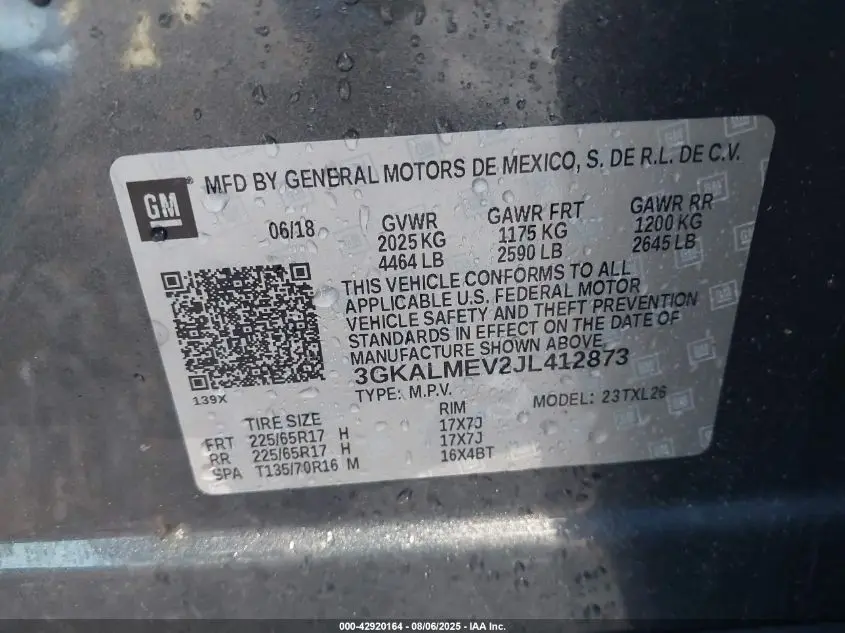 GM
MFD BY GENERAL MOTORS DE MEXICO, S. DE R.L. DE C.V.
06/18
GVWR
2025 KG
4464 LB
GAWR FRT
1175 KG
2590 LB
GAWR RR
1200 KG
2645 LB
THIS VEHICLE CONFORMS TO ALL
APPLICABLE U.S. FEDERAL MOTOR
VEHICLE SAFETY AND THEFT PREVENTION
STANDARDS IN EFFECT ON THE DATE OF
MANUFACTURE SHOWN ABOVE.
3GKALMEV2JL412873
TYPE: M.P.V.
MODEL: 23TXL26
139X
TIRE SIZE RIM
FRT 225/65R17 H 17X7J
RR 225/65R17 H 17X7J
SPA T135/70R16 M 16X4BT
000-42920164 - 08/06/2025 - IAA Inc.